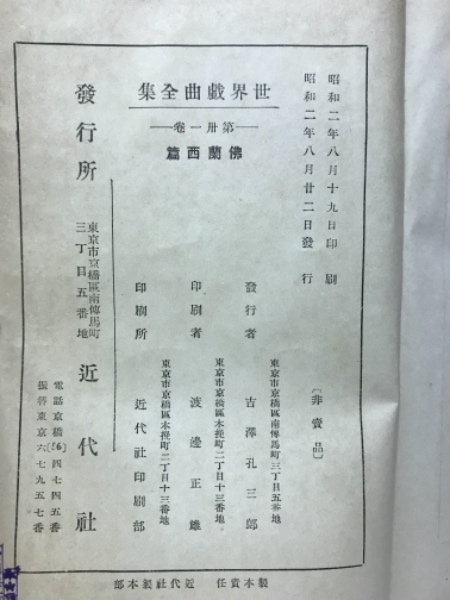 昭和二年八月十九日印刷
昭和二年八月廿二日發行
〔非賣品〕
世界戯曲全集
第卅一卷
佛蘭西篇
東京市京橋區南傳馬町三丁目五番地
發行者 古澤孔三郎
東京市京橋區木挽町二丁目十三番地
印刷者 渡邊正雄
東京市京橋區木挽町二丁目十三番地
印刷所 近代社印刷部
發行所
東京市京橋區南傳馬町
三丁目五番地
近代社
電話京橋(56)四七四五番
振替東京六七九五七番
製本責任 近代社製本部